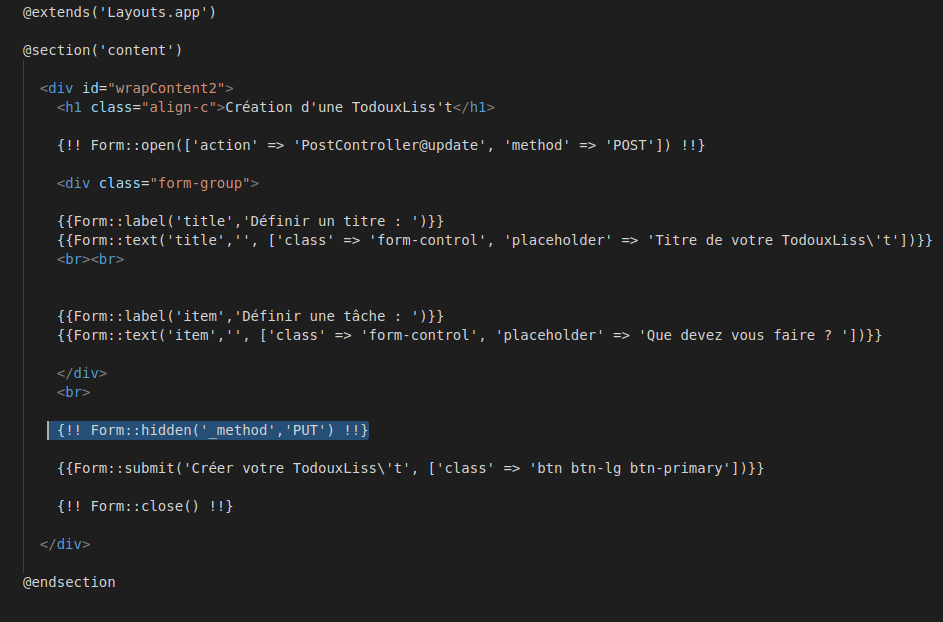 @extends('Layouts.app')
@section('content')
<div id="wrapContent2">
<h1 class="align-c">Création d'une TodouxLiss't</h1>
{!! Form::open(['action' => 'PostController@update', 'method' => 'POST']) !!}
<div class="form-group">
{{Form::label('title','Définir un titre : ')}}
{{Form::text('title','', ['class' => 'form-control', 'placeholder' => 'Titre de votre TodouxLiss\'t'])}}
<br><br>
{{Form::label('item','Définir une tâche : ')}}
{{Form::text('item','', ['class' => 'form-control', 'placeholder' => 'Que devez vous faire ? '])}}
</div>
<br>
{!! Form::hidden('_method','PUT') !!}
{{Form::submit('Créer votre TodouxLiss\'t', ['class' => 'btn btn-lg btn-primary'])}}
{!! Form::close() !!}
</div>
@endsection